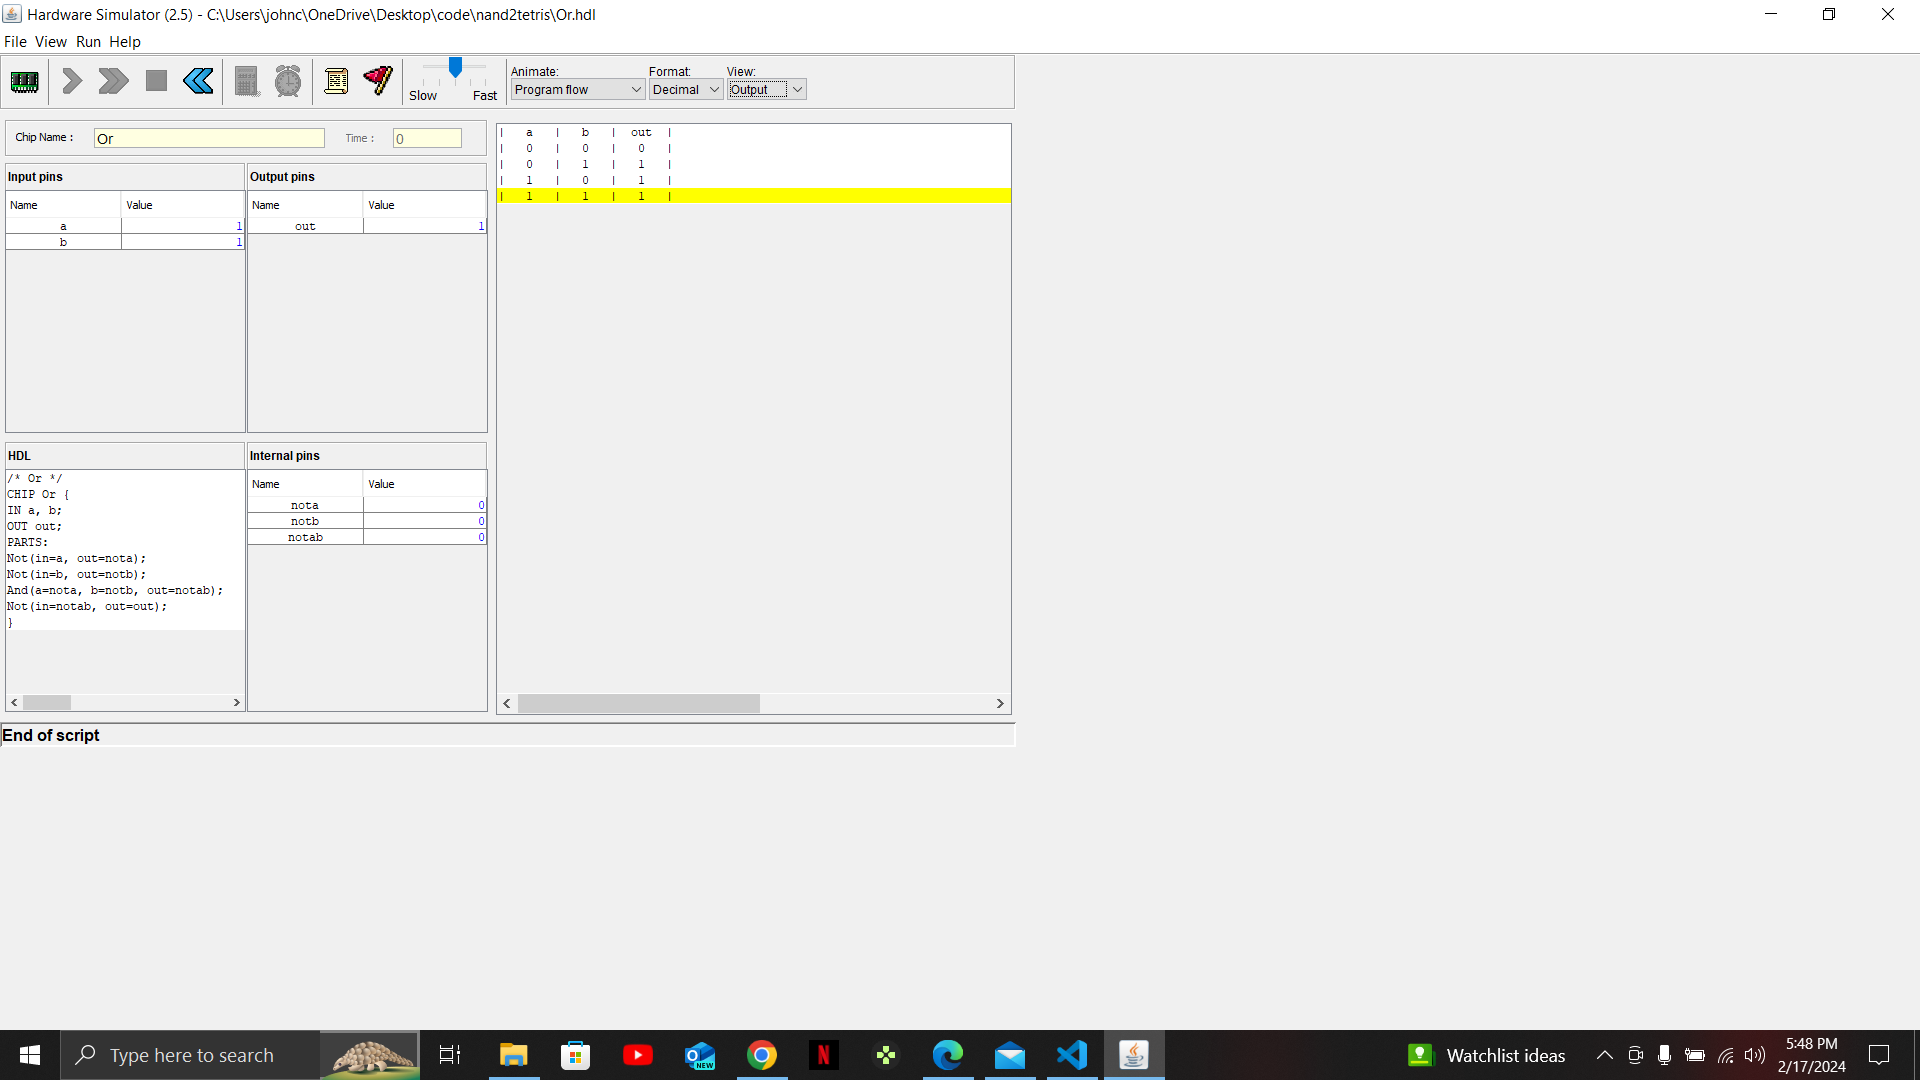 Hardware Simulator (2.5) - C:\Users\johnc\OneDrive\Desktop\code\nand2tetris\Or.hdl
File View Run Help
Slow Fast
Animate: Format: View:
Program flow Decimal Output
Chip Name : Or Time : 0
Input pins
Name Value
a 1
b 1
Output pins
Name Value
out 1
| a | b | out |
| 0 | 0 | 0 |
| 0 | 1 | 1 |
| 1 | 0 | 1 |
| 1 | 1 | 1 |
HDL
/* Or */
CHIP Or {
IN a, b;
OUT out;
PARTS:
Not(in=a, out=nota);
Not(in=b, out=notb);
And(a=nota, b=notb, out=notab);
Not(in=notab, out=out);
}
Internal pins
Name Value
nota 0
notb 0
notab 0
End of script
Type here to search
NEW
N
Watchlist ideas
5:48 PM
2/17/2024